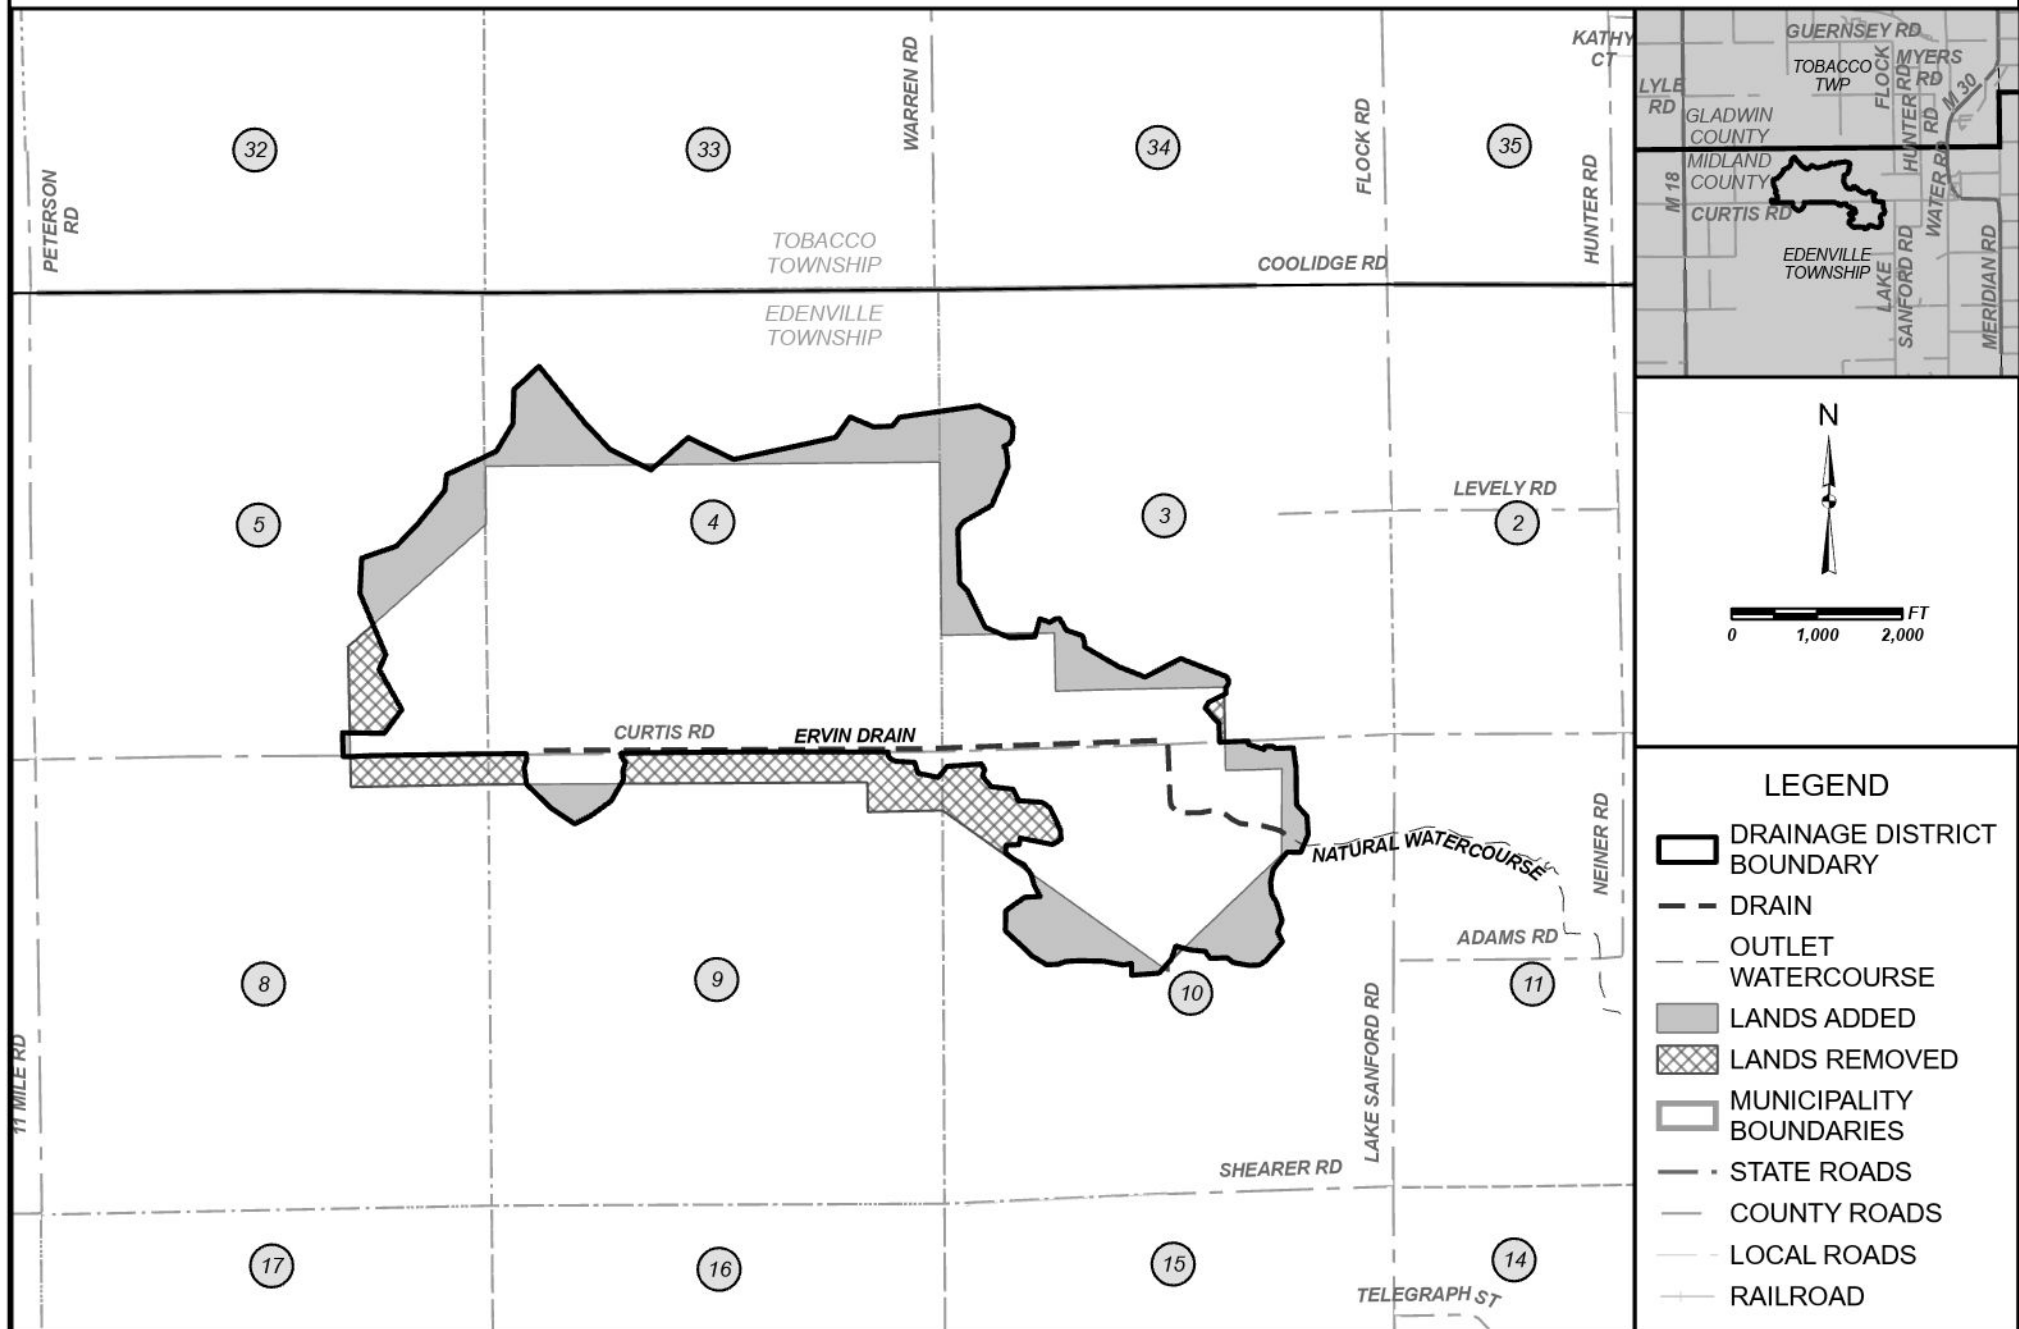 KATHY
CT
WARREN RD
FLOCK RD
32
33
34
35
HUNTER RD
PETERSON
RD
TOBACCO
TOWNSHIP
COOLIDGE RD
EDENVILLE
TOWNSHIP
LEVELY RD
5
4
3
2
CURTIS RD
ERVIN DRAIN
NATURAL WATERCOURSE
NEINER RD
ADAMS RD
8
9
10
11
LAKE SANFORD RD
11 MILE RD
SHEARER RD
17
16
15
14
TELEGRAPH ST
GUERNSEY RD
TOBACCO
TWP
FLOCK
MYERS
RD
LYLE
RD
HUNTER RD
M 30
GLADWIN
COUNTY
RD
MIDLAND
COUNTY
M 18
WATER RD
CURTIS RD
EDENVILLE
TOWNSHIP
LAKE
SANFORD RD
MERIDIAN RD
N
FT
0 1,000 2,000
LEGEND
DRAINAGE DISTRICT
BOUNDARY
DRAIN
OUTLET
WATERCOURSE
LANDS ADDED
LANDS REMOVED
MUNICIPALITY
BOUNDARIES
STATE ROADS
COUNTY ROADS
LOCAL ROADS
RAILROAD